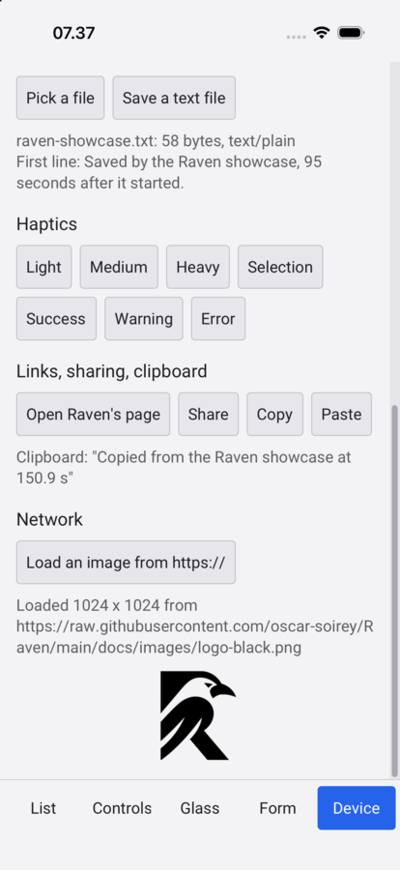 07.37
Pick a file Save a text file
raven-showcase.txt: 58 bytes, text/plain
First line: Saved by the Raven showcase, 95
seconds after it started.
Haptics
Light Medium Heavy Selection
Success Warning Error
Links, sharing, clipboard
Open Raven's page Share Copy Paste
Clipboard: "Copied from the Raven showcase at
150.9 s"
Network
Load an image from https://
Loaded 1024 x 1024 from
https://raw.githubusercontent.com/oscar-soirey/R
aven/main/docs/images/logo-black.png
List Controls Glass Form Device